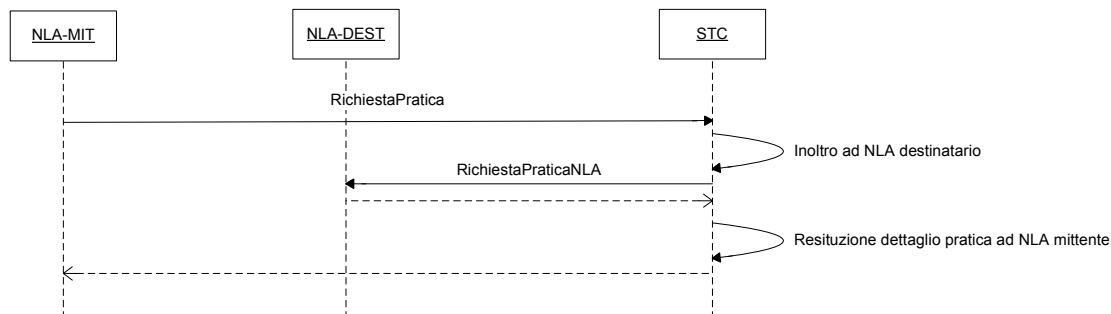 NLA-MIT
NLA-DEST
STC
RichiestaPratica
Inoltro ad NLA destinatario
RichiestaPraticaNLA
Resituzione dettaglio pratica ad NLA mittente